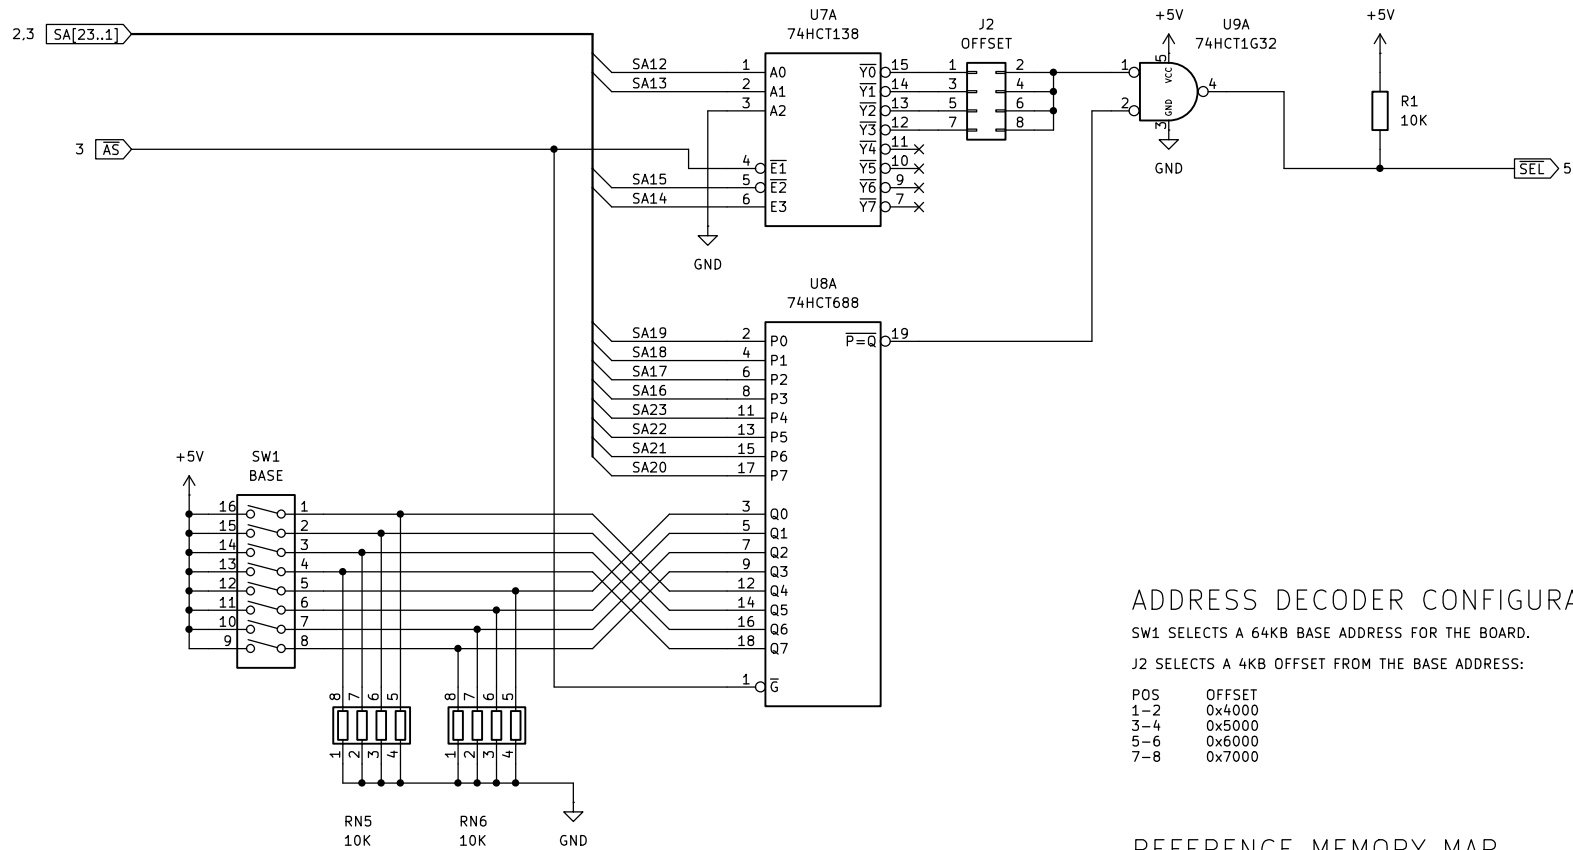 U7A
74HCT138
J2
OFFSET
+5V
U9A
74HCT1G32
+5V
2,3 SA[23..1]
SA12 1 A0 Y0 15 1 2
SA13 2 A1 Y1 14 3 4
3 A2 Y2 13 5 6
Y3 12 7 8
Y4 11
4 E1 Y5 10
SA15 5 E2 Y6 9
SA14 6 E3 Y7 7
1 5 VCC
2 GND 3
4
GND
R1
10K
3 AS
SEL 5
GND
U8A
74HCT688
SA19 2 P0 P=Q 19
SA18 4 P1
SA17 6 P2
SA16 8 P3
SA23 11 P4
SA22 13 P5
SA21 15 P6
SA20 17 P7
+5V
SW1
BASE
16 1 3 Q0
15 2 5 Q1
14 3 7 Q2
13 4 9 Q3
12 5 12 Q4
11 6 14 Q5
10 7 16 Q6
9 8 18 Q7
1 G
8 7 6 5 8 7 6 5
1 2 3 4 1 2 3 4
RN5
10K
RN6
10K
GND
ADDRESS DECODER CONFIGURA
SW1 SELECTS A 64KB BASE ADDRESS FOR THE BOARD.
J2 SELECTS A 4KB OFFSET FROM THE BASE ADDRESS:
POS OFFSET
1-2 0x4000
3-4 0x5000
5-6 0x6000
7-8 0x7000
REFERENCE MEMORY MAP